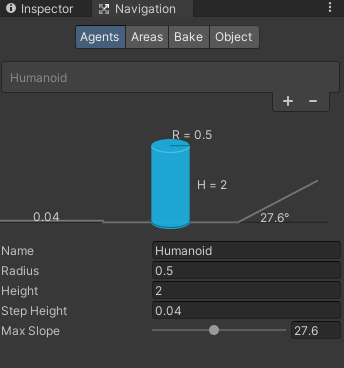 Inspector Navigation
Agents Areas Bake Object
Humanoid
+ −
R = 0.5
H = 2
0.04 27.6°
Name Humanoid
Radius 0.5
Height 2
Step Height 0.04
Max Slope 27.6